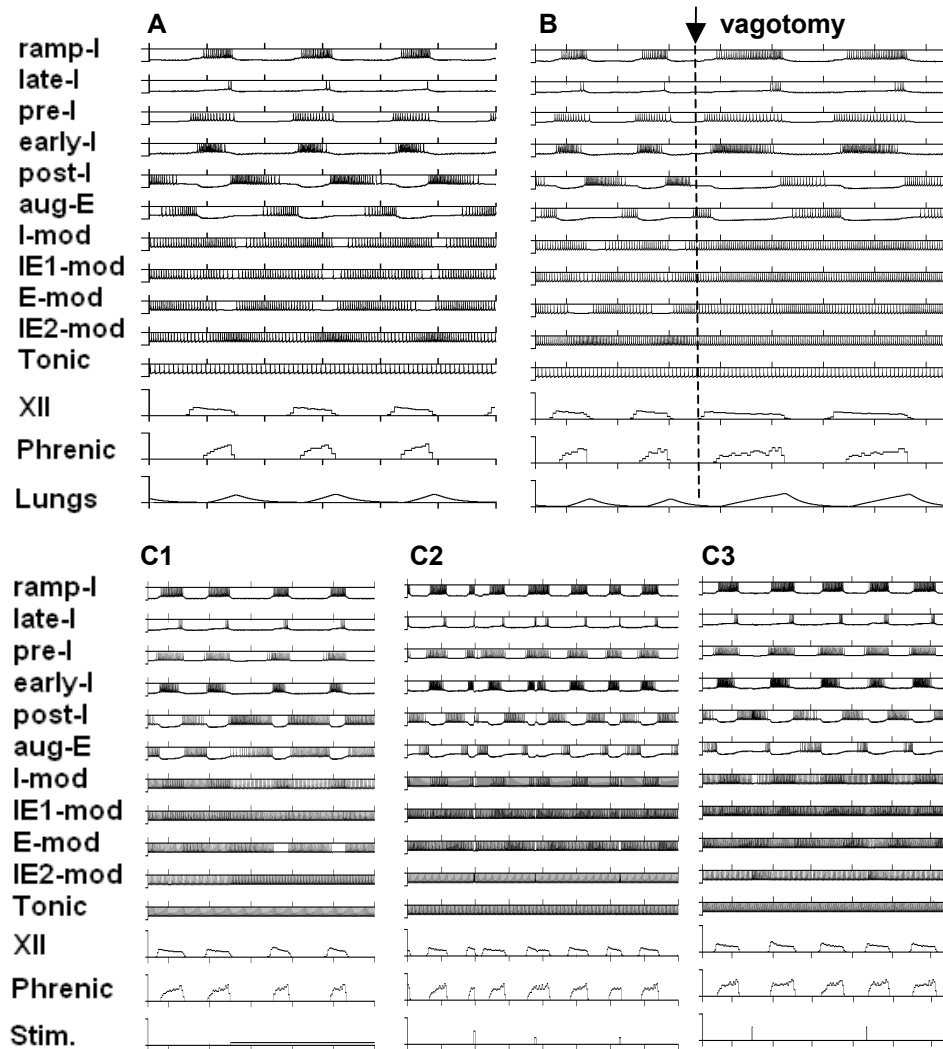 A
B
vagotomy
ramp-I
late-I
pre-I
early-I
post-I
aug-E
I-mod
IE1-mod
E-mod
IE2-mod
Tonic
XII
Phrenic
Lungs
C1
C2
C3
ramp-I
late-I
pre-I
early-I
post-I
aug-E
I-mod
IE1-mod
E-mod
IE2-mod
Tonic
XII
Phrenic
Stim.